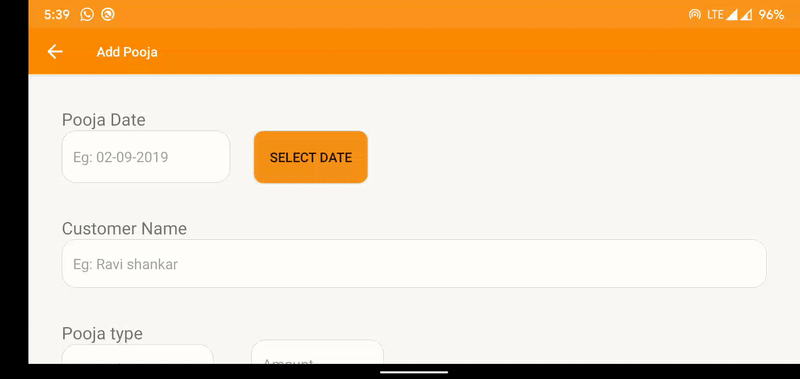 5:39 LTE 96%
Add Pooja
Pooja Date
Eg: 02-09-2019 SELECT DATE
Customer Name
Eg: Ravi shankar
Pooja type
Amount